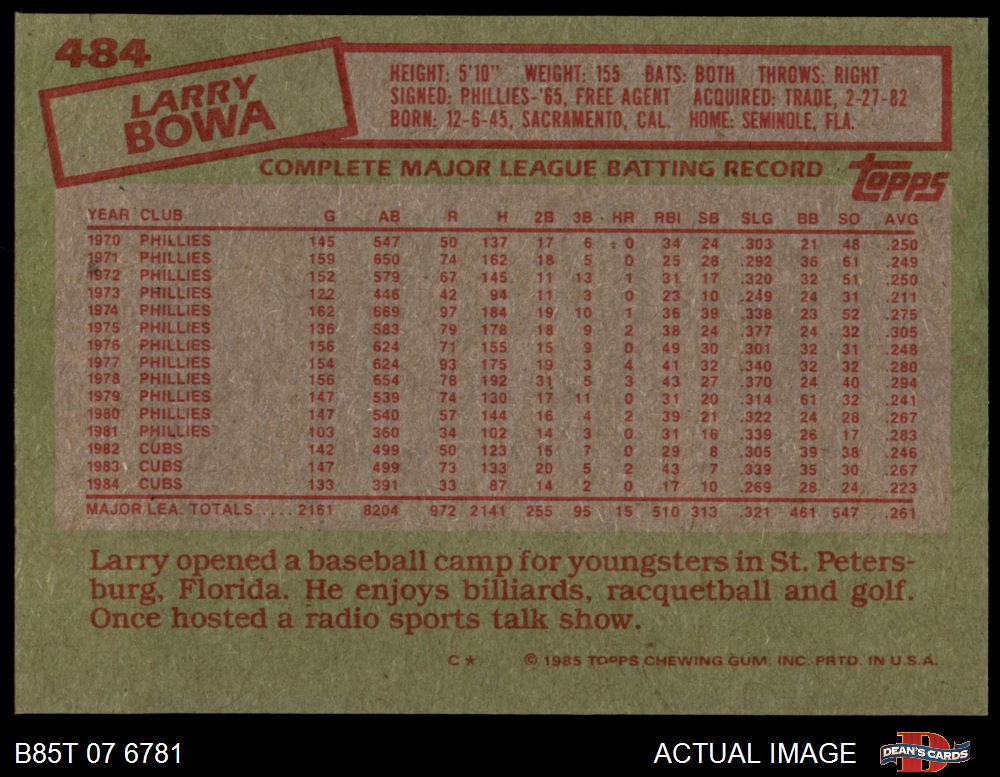 484
LARRY
BOWA
HEIGHT: 5'10" WEIGHT: 155 BATS: BOTH THROWS: RIGHT
SIGNED: PHILLIES-'65, FREE AGENT ACQUIRED: TRADE, 2-27-82
BORN: 12-6-45, SACRAMENTO, CAL. HOME: SEMINOLE, FLA.
COMPLETE MAJOR LEAGUE BATTING RECORD
topps
YEAR CLUB G AB R H 2B 3B HR RBI SB SLG BB SO AVG
1970 PHILLIES 145 547 50 137 17 6 0 34 24 .303 21 48 .250
1971 PHILLIES 159 650 74 162 18 5 0 25 28 .292 36 61 .249
1972 PHILLIES 152 579 67 145 11 13 1 31 17 .320 32 51 .250
1973 PHILLIES 122 446 42 94 11 3 0 23 10 .249 24 31 .211
1974 PHILLIES 162 669 97 184 19 10 1 36 39 .338 23 52 .275
1975 PHILLIES 136 583 79 178 18 9 2 38 24 .377 24 32 .305
1976 PHILLIES 156 624 71 155 15 9 0 49 30 .301 32 31 .248
1977 PHILLIES 154 624 93 175 19 3 4 41 32 .340 32 32 .280
1978 PHILLIES 156 654 78 192 31 5 3 43 27 .370 24 40 .294
1979 PHILLIES 147 539 74 130 17 11 0 31 20 .314 61 32 .241
1980 PHILLIES 147 540 57 144 16 4 2 39 21 .322 24 28 .267
1981 PHILLIES 103 360 34 102 14 3 0 31 16 .339 26 17 .283
1982 CUBS 142 499 50 123 15 7 0 29 8 .305 39 38 .246
1983 CUBS 147 499 73 133 20 5 2 43 7 .339 35 30 .267
1984 CUBS 133 391 33 87 14 2 0 17 10 .269 28 24 .223
MAJOR LEA. TOTALS .... 2161 8204 972 2141 255 95 15 510 313 .321 461 547 .261
Larry opened a baseball camp for youngsters in St. Peters-
burg, Florida. He enjoys billiards, racquetball and golf.
Once hosted a radio sports talk show.
C★ © 1985 TOPPS CHEWING GUM, INC. PRTD. IN U.S.A.
B85T 07 6781 ACTUAL IMAGE DEAN'S CARDS